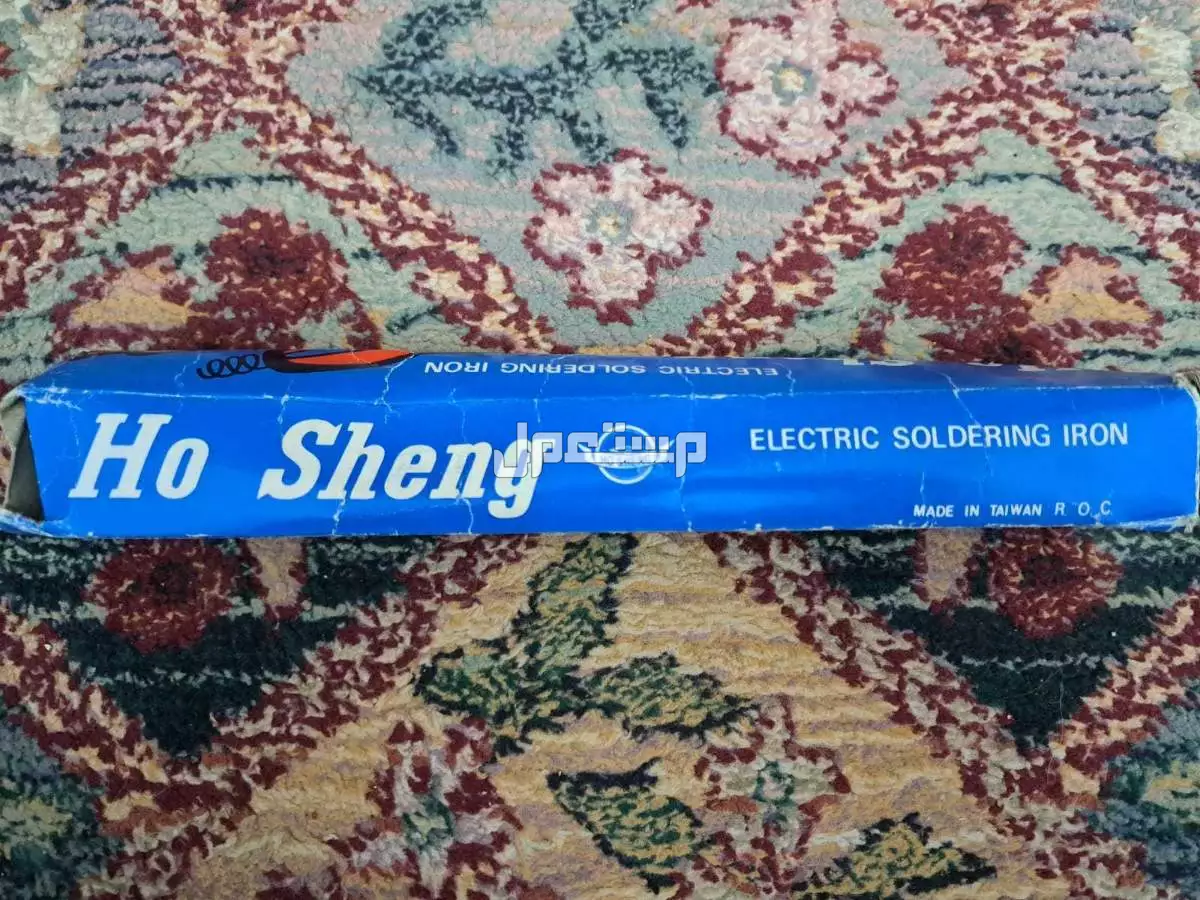 ELECTRIC SOLDERING IRON
Ho Sheng
مستعمل
ELECTRIC SOLDERING IRON
MADE IN TAIWAN R.O.C.